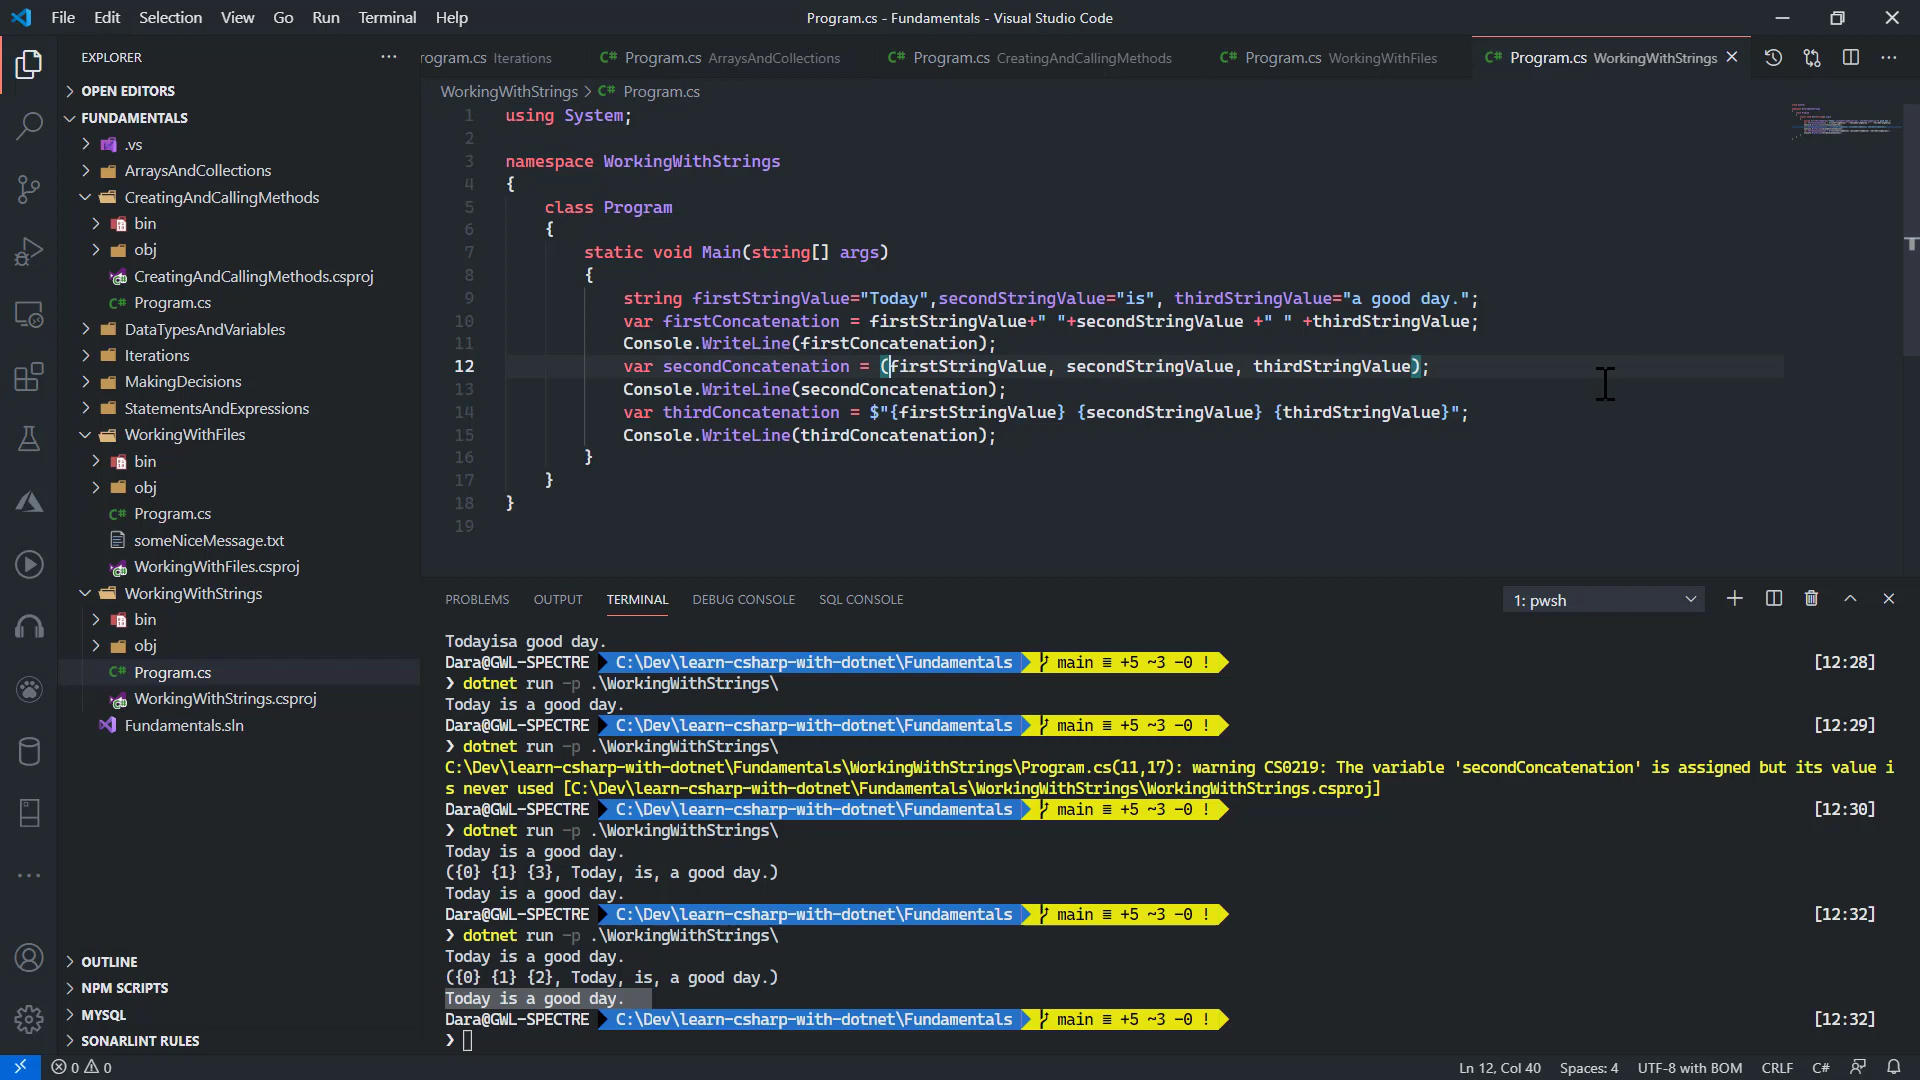 File Edit Selection View Go Run Terminal Help
Program.cs - Fundamentals - Visual Studio Code
EXPLORER
OPEN EDITORS
FUNDAMENTALS
.vs
ArraysAndCollections
CreatingAndCallingMethods
bin
obj
CreatingAndCallingMethods.csproj
Program.cs
DataTypesAndVariables
Iterations
MakingDecisions
StatementsAndExpressions
WorkingWithFiles
bin
obj
Program.cs
someNiceMessage.txt
WorkingWithFiles.csproj
WorkingWithStrings
bin
obj
Program.cs
WorkingWithStrings.csproj
Fundamentals.sln
OUTLINE
NPM SCRIPTS
MYSQL
SONARLINT RULES
rogram.cs Iterations C# Program.cs ArraysAndCollections C# Program.cs CreatingAndCallingMethods C# Program.cs WorkingWithFiles C# Program.cs WorkingWithStrings
WorkingWithStrings > C# Program.cs
1 using System;
2
3 namespace WorkingWithStrings
4 {
5 class Program
6 {
7 static void Main(string[] args)
8 {
9 string firstStringValue="Today",secondStringValue="is", thirdStringValue="a good day.";
10 var firstConcatenation = firstStringValue+" "+secondStringValue +" " +thirdStringValue;
11 Console.WriteLine(firstConcatenation);
12 var secondConcatenation = (firstStringValue, secondStringValue, thirdStringValue);
13 Console.WriteLine(secondConcatenation);
14 var thirdConcatenation = $"{firstStringValue} {secondStringValue} {thirdStringValue}";
15 Console.WriteLine(thirdConcatenation);
16 }
17 }
18 }
19
PROBLEMS OUTPUT TERMINAL DEBUG CONSOLE SQL CONSOLE 1: pwsh
Todayisa good day.
Dara@GWL-SPECTRE C:\Dev\learn-csharp-with-dotnet\Fundamentals main ≡ +5 ~3 -0 ! [12:28]
❯ dotnet run -p .\WorkingWithStrings\
Today is a good day.
Dara@GWL-SPECTRE C:\Dev\learn-csharp-with-dotnet\Fundamentals main ≡ +5 ~3 -0 ! [12:29]
❯ dotnet run -p .\WorkingWithStrings\
C:\Dev\learn-csharp-with-dotnet\Fundamentals\WorkingWithStrings\Program.cs(11,17): warning CS0219: The variable 'secondConcatenation' is assigned but its value i
s never used [C:\Dev\learn-csharp-with-dotnet\Fundamentals\WorkingWithStrings\WorkingWithStrings.csproj]
Dara@GWL-SPECTRE C:\Dev\learn-csharp-with-dotnet\Fundamentals main ≡ +5 ~3 -0 ! [12:30]
❯ dotnet run -p .\WorkingWithStrings\
Today is a good day.
({0} {1} {3}, Today, is, a good day.)
Today is a good day.
Dara@GWL-SPECTRE C:\Dev\learn-csharp-with-dotnet\Fundamentals main ≡ +5 ~3 -0 ! [12:32]
❯ dotnet run -p .\WorkingWithStrings\
Today is a good day.
({0} {1} {2}, Today, is, a good day.)
Today is a good day.
Dara@GWL-SPECTRE C:\Dev\learn-csharp-with-dotnet\Fundamentals main ≡ +5 ~3 -0 ! [12:32]
❯
0 0 Ln 12, Col 40 Spaces: 4 UTF-8 with BOM CRLF C#